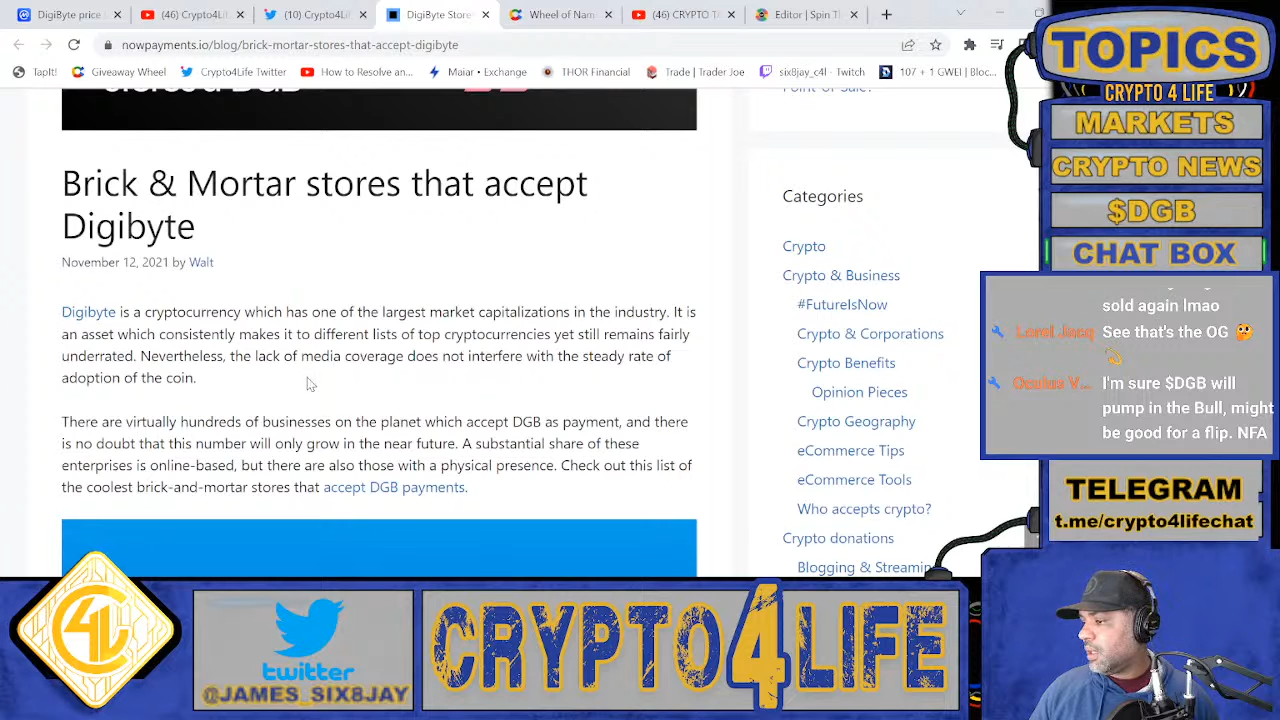 DigiByte price
(46) Crypto4Li
(10) Crypto4L
DigiByte Store
Wheel of Nam
(46) CRYPTO T
Editor | Spin T
nowpayments.io/blog/brick-mortar-stores-that-accept-digibyte
TapIt!
Giveaway Wheel
Crypto4Life Twitter
How to Resolve an...
Maiar • Exchange
THOR Financial
Trade | Trader Joe
six8jay_c4l - Twitch
107 + 1 GWEI | Bloc...
Point of Sale?
Brick & Mortar stores that accept
Digibyte
November 12, 2021 by Walt
Digibyte is a cryptocurrency which has one of the largest market capitalizations in the industry. It is
an asset which consistently makes it to different lists of top cryptocurrencies yet still remains fairly
underrated. Nevertheless, the lack of media coverage does not interfere with the steady rate of
adoption of the coin.
There are virtually hundreds of businesses on the planet which accept DGB as payment, and there
is no doubt that this number will only grow in the near future. A substantial share of these
enterprises is online-based, but there are also those with a physical presence. Check out this list of
the coolest brick-and-mortar stores that accept DGB payments.
Categories
Crypto
Crypto & Business
#FutureIsNow
Crypto & Corporations
Crypto Benefits
Opinion Pieces
Crypto Geography
eCommerce Tips
eCommerce Tools
Who accepts crypto?
Crypto donations
Blogging & Streamin
TOPICS
CRYPTO 4 LIFE
MARKETS
CRYPTO NEWS
$DGB
CHAT BOX
sold again lmao
See that's the OG
I'm sure $DGB will
pump in the Bull, might
be good for a flip. NFA
TELEGRAM
t.me/crypto4lifechat
C4L
twitter
@JAMES_SIX8JAY
CRYPTO4LIFE